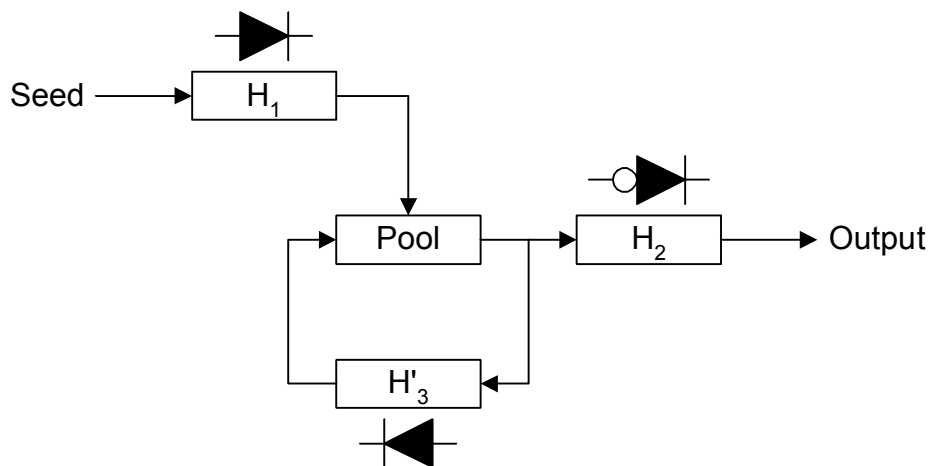 Seed
H₁
Pool
H₂
Output
H'₃